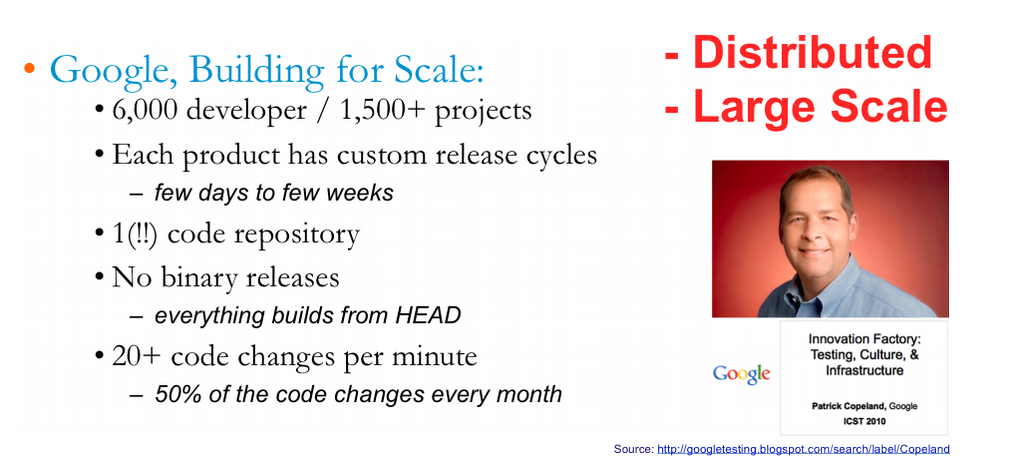 • Google, Building for Scale:
• 6,000 developer / 1,500+ projects
• Each product has custom release cycles
– few days to few weeks
• 1(!!) code repository
• No binary releases
– everything builds from HEAD
• 20+ code changes per minute
– 50% of the code changes every month
- Distributed
- Large Scale
Google
Innovation Factory:
Testing, Culture, &
Infrastructure
Patrick Copeland, Google
ICST 2010
Source: http://googletesting.blogspot.com/search/label/Copeland